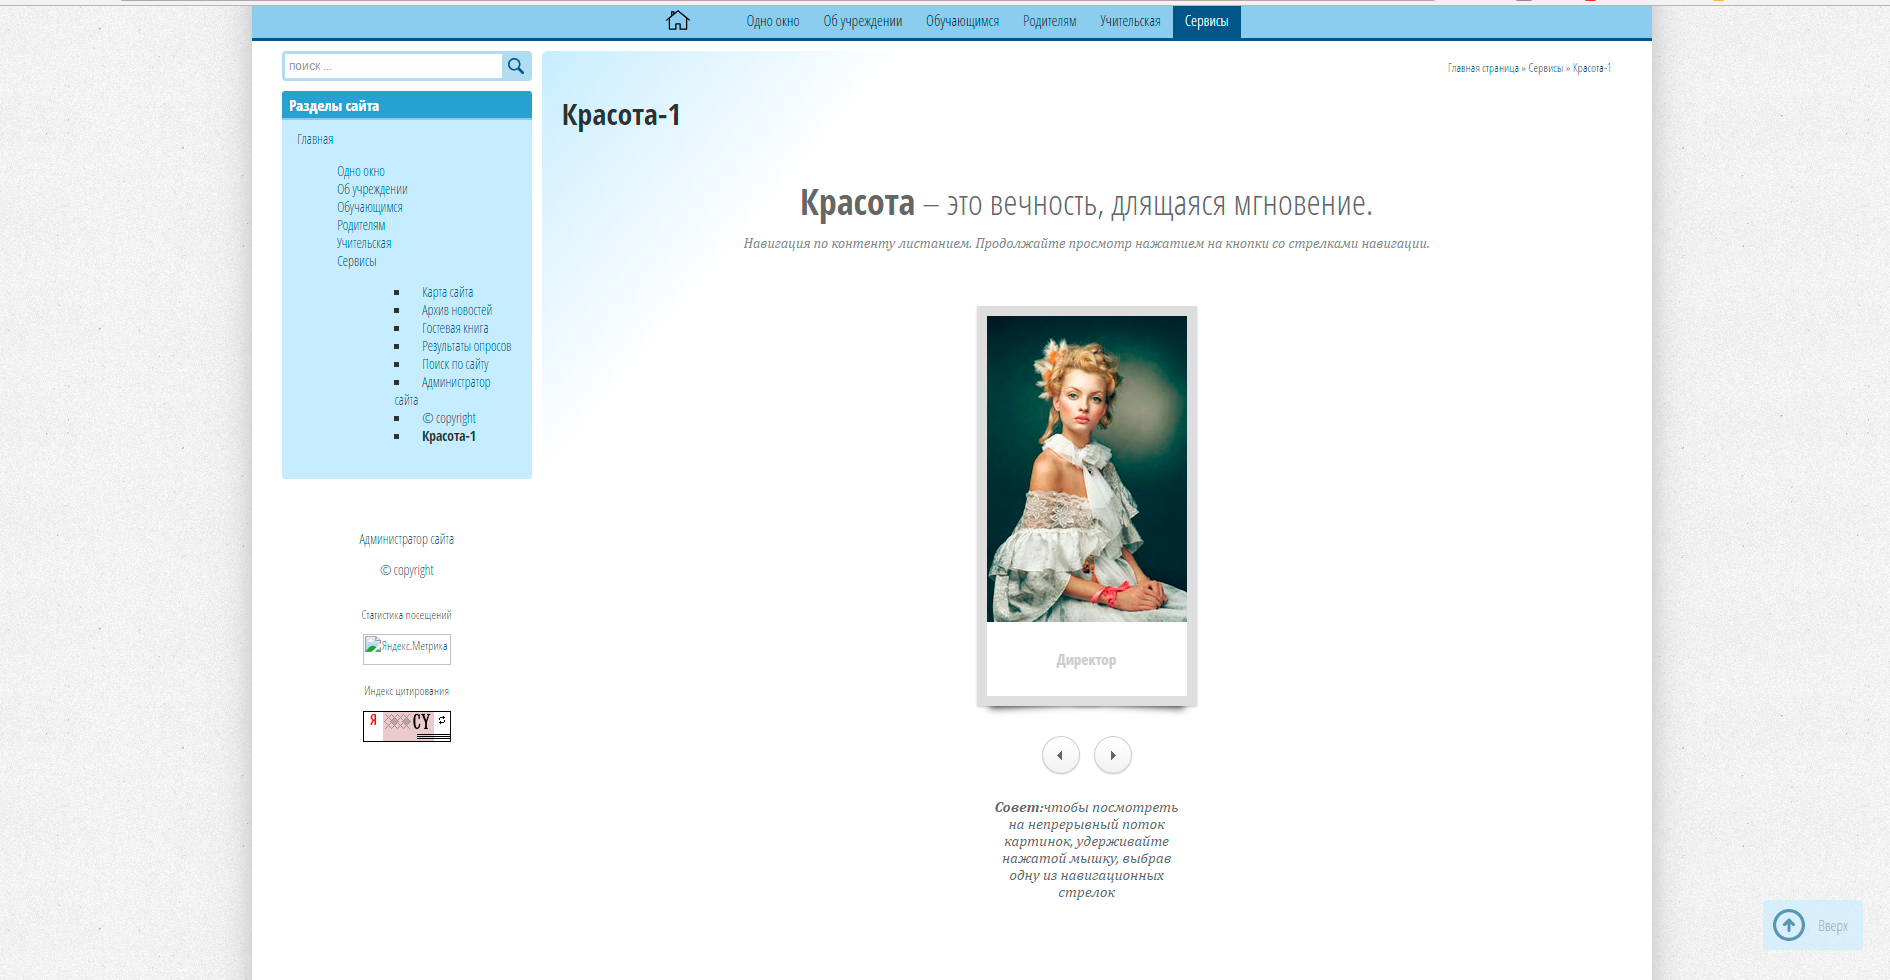 Одно окно Об учреждении Обучающимся Родителям Учительская Сервисы
поиск ...
Главная страница » Сервисы » Красота-1
Разделы сайта
Главная
Одно окно
Об учреждении
Обучающимся
Родителям
Учительская
Сервисы
Карта сайта
Архив новостей
Гостевая книга
Результаты опросов
Поиск по сайту
Администратор
сайта
© copyright
Красота-1
Администратор сайта
© copyright
Статистика посещений
Яндекс.Метрика
Индекс цитирования
Я CY
Красота-1
Красота – это вечность, длящаяся мгновение.
Навигация по контенту листанием. Продолжайте просмотр нажатием на кнопки со стрелками навигации.
Директор
Совет:чтобы посмотреть
на непрерывный поток
картинок, удерживайте
нажатой мышку, выбрав
одну из навигационных
стрелок
Вверх